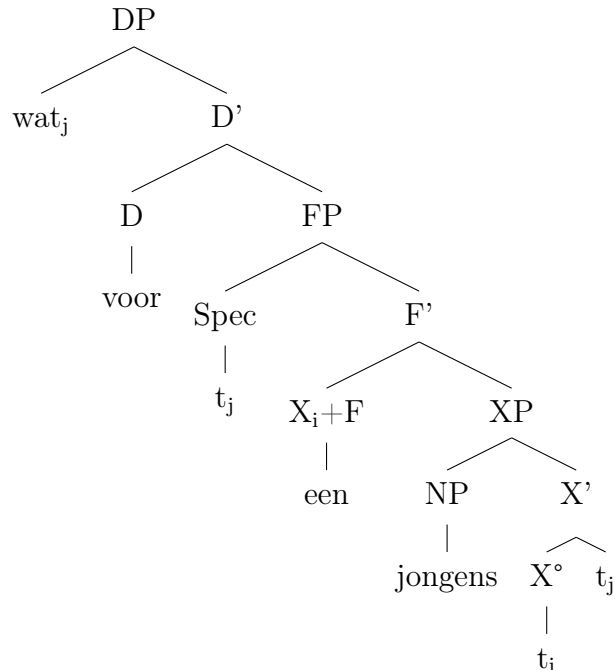 DP
wat_j D'
D FP
voor
Spec F'
t_j X_i+F XP
een NP X'
jongens X° t_j
t_i